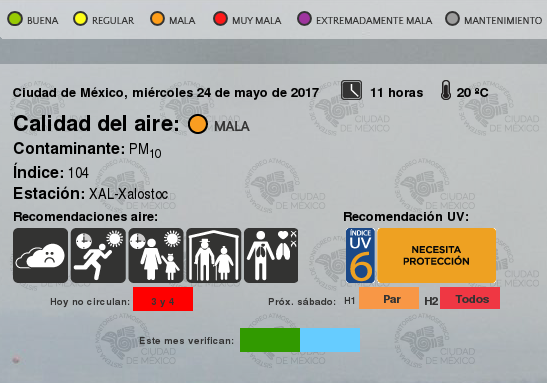 BUENA REGULAR MALA MUY MALA EXTREMADAMENTE MALA MANTENIMIENTO
Ciudad de México, miércoles 24 de mayo de 2017 11 horas 20 ºC
Calidad del aire: MALA
Contaminante: PM10
Índice: 104
Estación: XAL-Xalostoc
Recomendaciones aire: Recomendación UV:
ÍNDICE
UV
6
NECESITA
PROTECCIÓN
Hoy no circulan: 3 y 4 Próx. sábado: H1 Par H2 Todos
Este mes verifican:
CIUDAD
DE MÉXICO